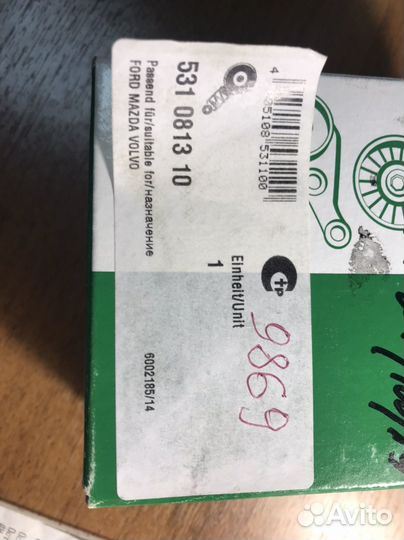 4 005108 531100
531 0813 10
Passend für/suitable for/назначение
FORD MAZDA VOLVO
Einheit/Unit
1
6002185/14
9869
Avito